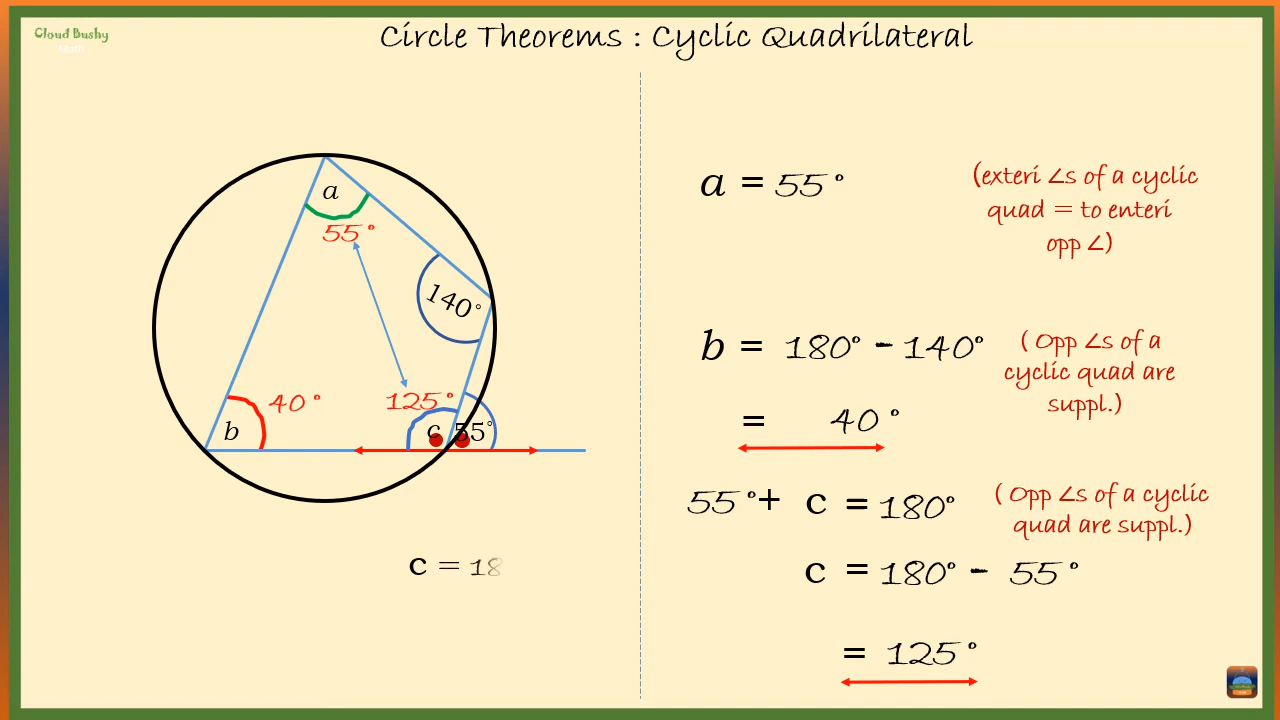 Cloud Bushy
Math
Circle Theorems : Cyclic Quadrilateral
a
55°
140°
40°
b
125°
c
55°
c = 18
a = 55°
(exteri ∠s of a cyclic
quad = to enteri
opp ∠)
b = 180° - 140°
( Opp ∠s of a
cyclic quad are
suppl.)
= 40°
55°+ c = 180°
( Opp ∠s of a cyclic
quad are suppl.)
c = 180° - 55°
= 125°